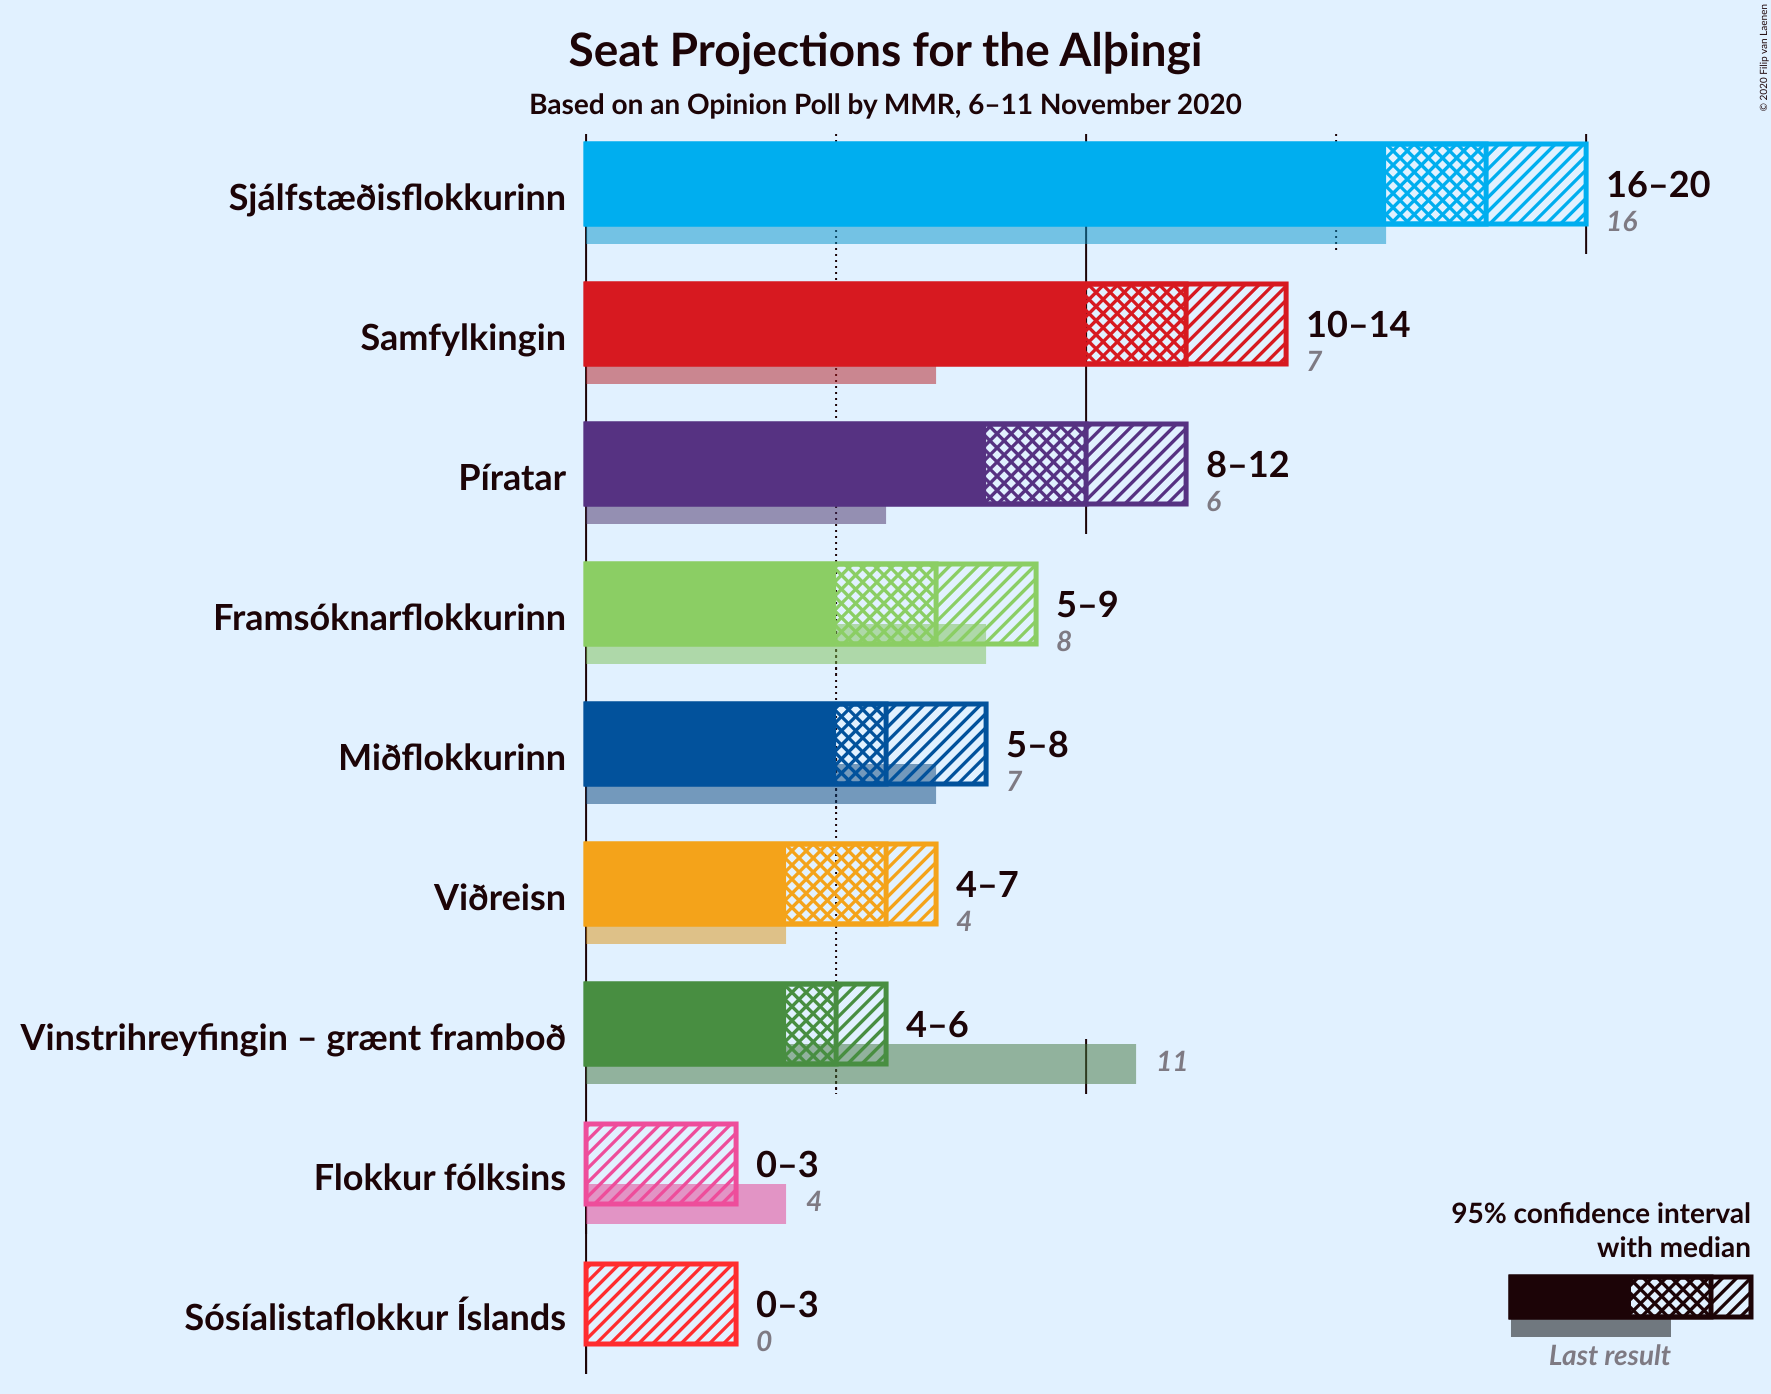 Seat Projections for the Alþingi
Based on an Opinion Poll by MMR, 6–11 November 2020
© 2020 Filip van Laenen
Sjálfstæðisflokkurinn
16–20
16
Samfylkingin
10–14
7
Píratar
8–12
6
Framsóknarflokkurinn
5–9
8
Miðflokkurinn
5–8
7
Viðreisn
4–7
4
Vinstrihreyfingin – grænt framboð
4–6
11
Flokkur fólksins
0–3
4
Sósíalistaflokkur Íslands
0–3
0
95% confidence interval
with median
Last result